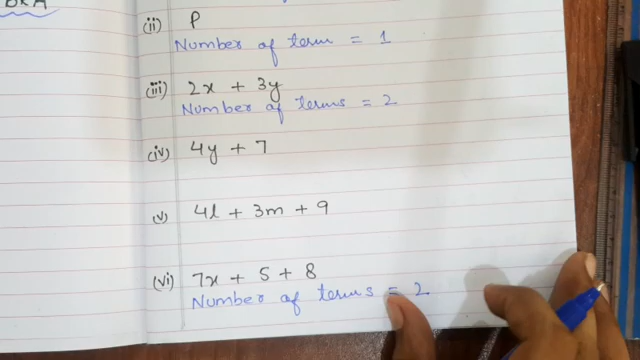 (ii) P
Number of term = 1
(iii) 2x + 3y
Number of terms = 2
(iv) 4y + 7
(v) 4l + 3m + 9
(vi) 7x + 5 + 8
Number of terms = 2